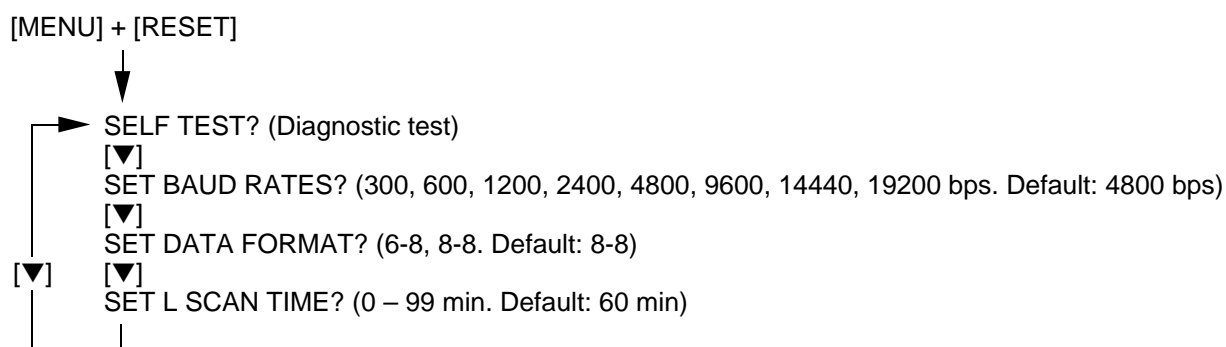 [MENU] + [RESET]
SELF TEST? (Diagnostic test)
[▼]
SET BAUD RATES? (300, 600, 1200, 2400, 4800, 9600, 14440, 19200 bps. Default: 4800 bps)
[▼]
SET DATA FORMAT? (6-8, 8-8. Default: 8-8)
[▼] [▼]
SET L SCAN TIME? (0 – 99 min. Default: 60 min)